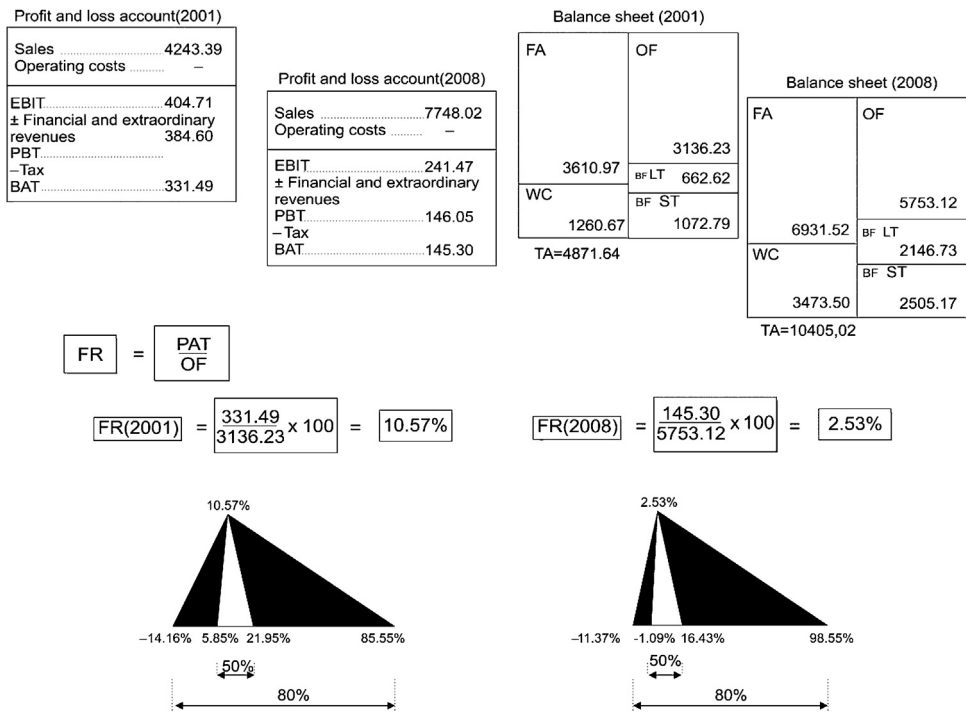 Profit and loss account(2001)
Sales ............... 4243.39
Operating costs .......... –
EBIT....................... 404.71
± Financial and extraordinary
revenues 384.60
PBT.......................
–Tax
BAT........................ 331.49
Profit and loss account(2008)
Sales .......................7748.02
Operating costs ........ –
EBIT.......................241.47
± Financial and extraordinary
revenues
PBT........................146.05
–Tax
BAT........................145.30
Balance sheet (2001)
FA OF
3136.23
3610.97 BF LT 662.62
WC BF ST
1260.67 1072.79
TA=4871.64
Balance sheet (2008)
FA OF
5753.12
6931.52 BF LT
WC 2146.73
BF ST
3473.50 2505.17
TA=10405,02
FR = PAT
OF
FR(2001) = 331.49
3136.23 x 100 = 10.57%
FR(2008) = 145.30
5753.12 x 100 = 2.53%
10.57%
–14.16% 5.85% 21.95% 85.55%
50%
80%
2.53%
–11.37% -1.09% 16.43% 98.55%
50%
80%